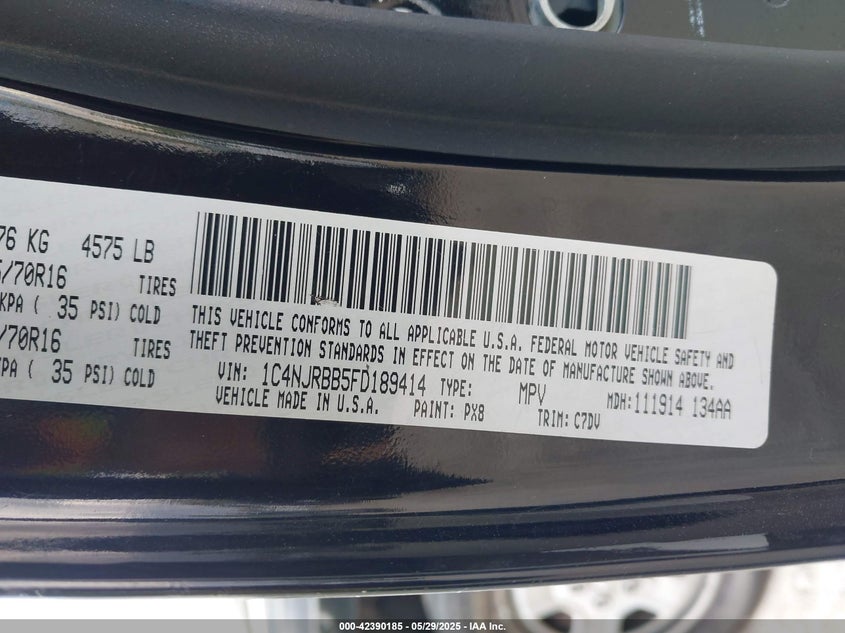 76 KG 4575 LB
/70R16 TIRES
KPA ( 35 PSI) COLD
/70R16 TIRES
KPA ( 35 PSI) COLD
THIS VEHICLE CONFORMS TO ALL APPLICABLE U.S.A. FEDERAL MOTOR VEHICLE SAFETY AND
THEFT PREVENTION STANDARDS IN EFFECT ON THE DATE OF MANUFACTURE SHOWN ABOVE.
VIN: 1C4NJRBB5FD189414 TYPE: MPV MDH:111914 134AA
VEHICLE MADE IN U.S.A. PAINT: PX8 TRIM: C7DV
000-42390185 - 05/29/2025 - IAA Inc.